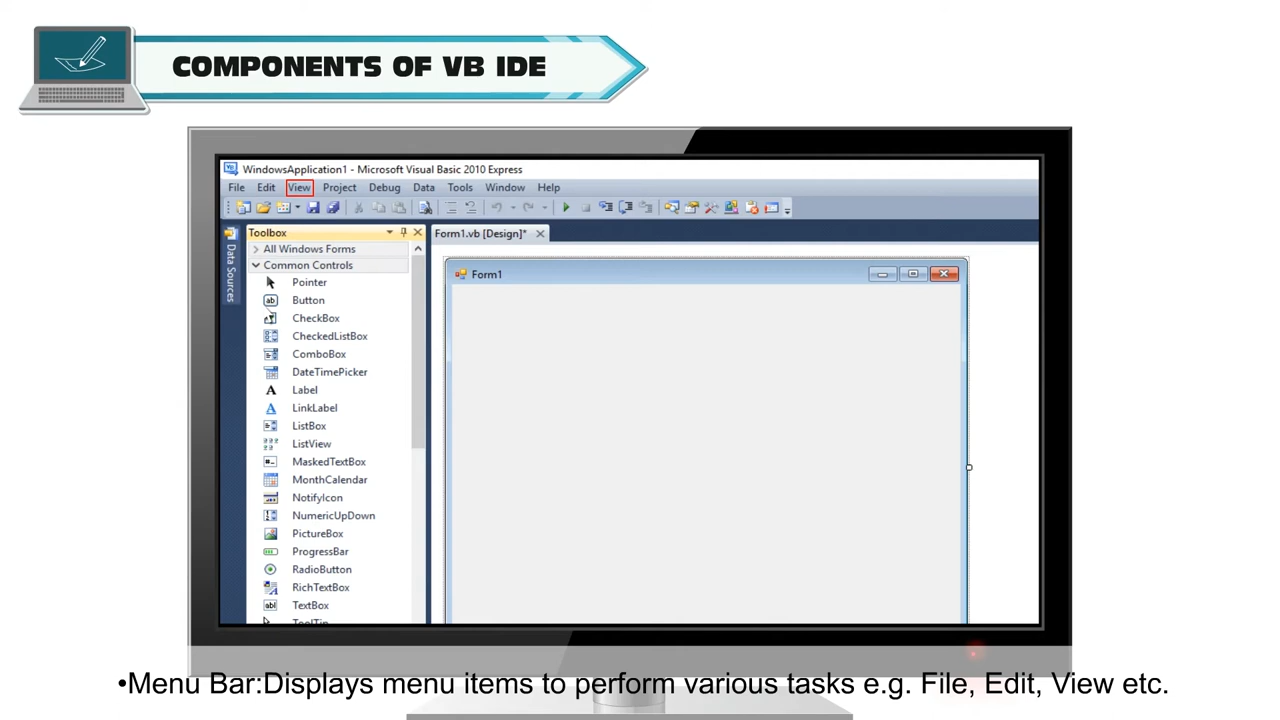 COMPONENTS OF VB IDE
WindowsApplication1 - Microsoft Visual Basic 2010 Express
File Edit View Project Debug Data Tools Window Help
Toolbox
Form1.vb [Design]*
Data Sources
All Windows Forms
Common Controls
Form1
Pointer
Button
CheckBox
CheckedListBox
ComboBox
DateTimePicker
Label
LinkLabel
ListBox
ListView
MaskedTextBox
MonthCalendar
NotifyIcon
NumericUpDown
PictureBox
ProgressBar
RadioButton
RichTextBox
TextBox
ToolTip
•Menu Bar:Displays menu items to perform various tasks e.g. File, Edit, View etc.